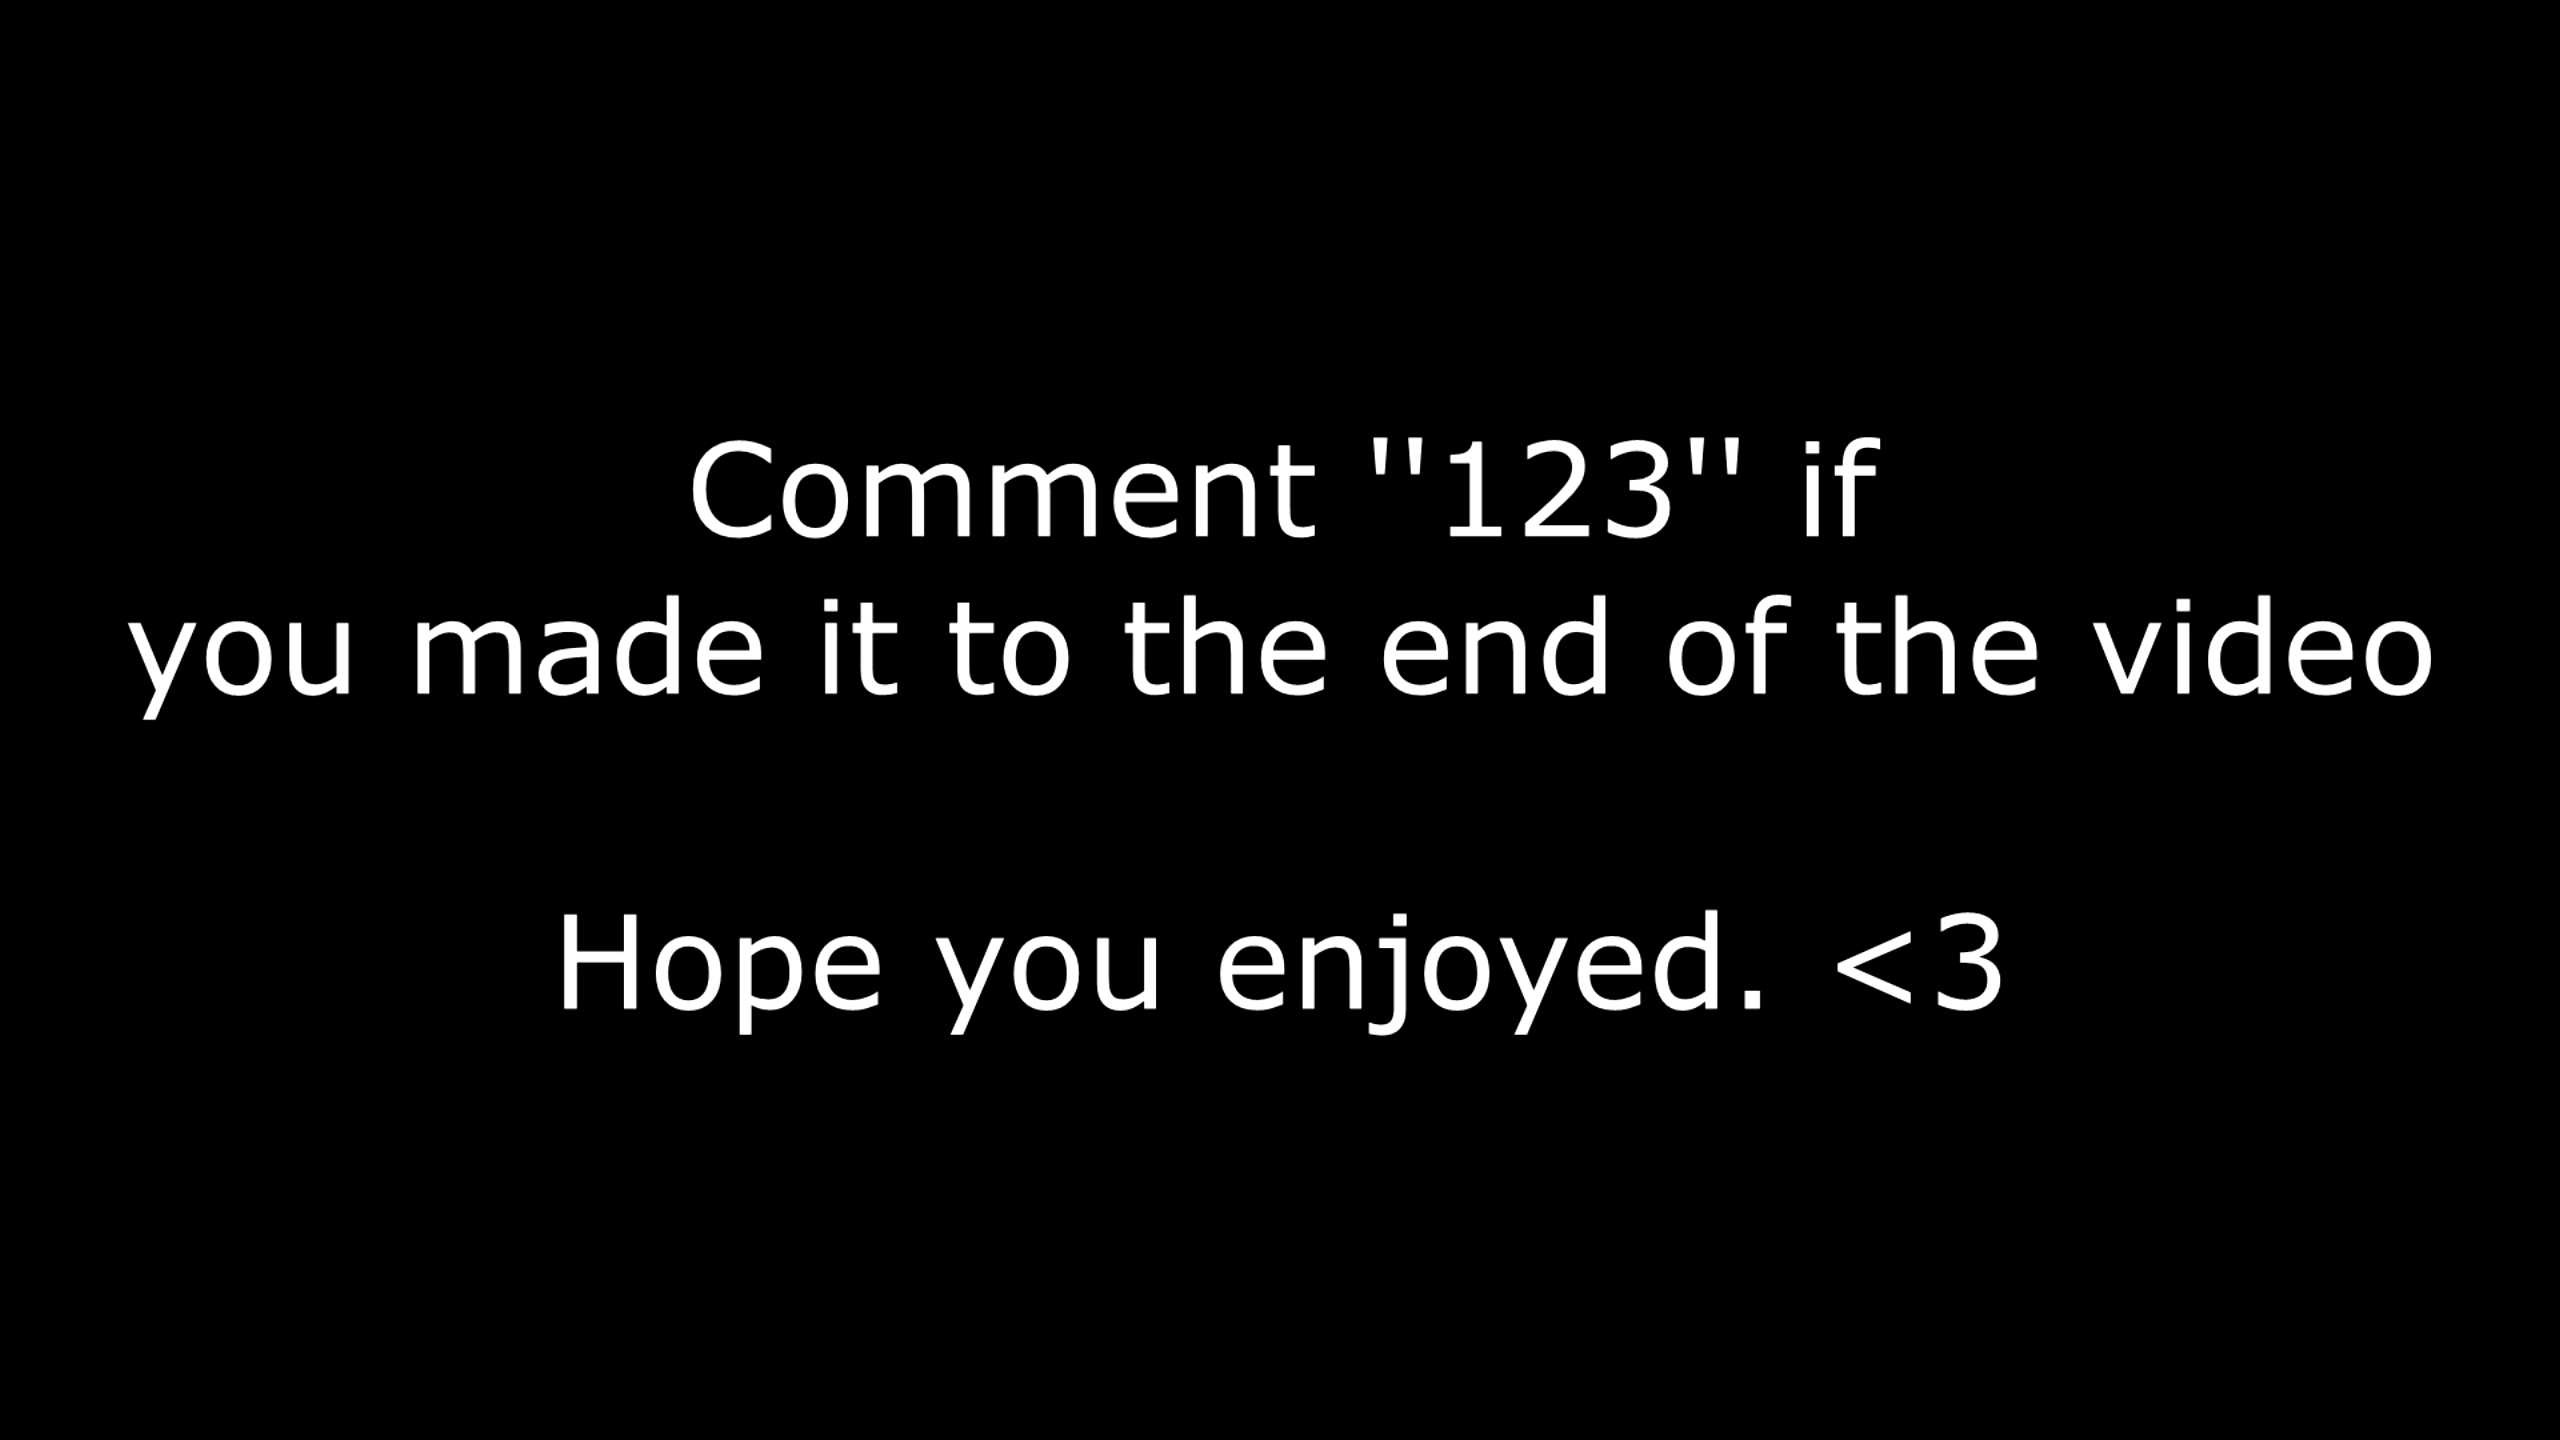 Comment "123" if
you made it to the end of the video
Hope you enjoyed. <3